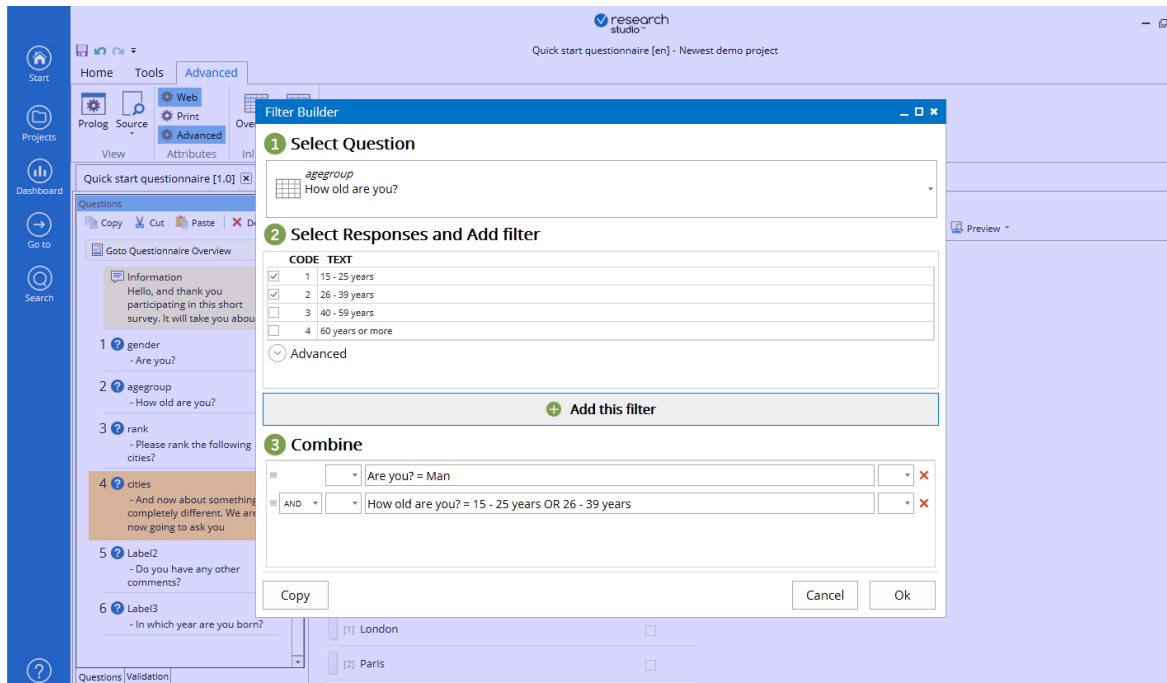 research
studio™
Quick start questionnaire [en] - Newest demo project
Start
Projects
Dashboard
Go to
Search
Home Tools Advanced
Prolog Source
Web
Print
Advanced
View Attributes
Quick start questionnaire [1.0]
Questions
Copy Cut Paste
Goto Questionnaire Overview
Information
Hello, and thank you
participating in this short
survey. It will take you
1 gender
- Are you?
2 agegroup
- How old are you?
3 rank
- Please rank the following
cities?
4 cities
- And now about something
completely different. We are
now going to ask you
5 Label2
- Do you have any other
comments?
6 Label3
- In which year are you born?
Questions Validation
Preview
Filter Builder
1 Select Question
agegroup
How old are you?
2 Select Responses and Add filter
CODE TEXT
1 15 - 25 years
2 26 - 39 years
3 40 - 59 years
4 60 years or more
Advanced
Add this filter
3 Combine
Are you? = Man
AND How old are you? = 15 - 25 years OR 26 - 39 years
Copy Cancel Ok
[1] London
[2] Paris